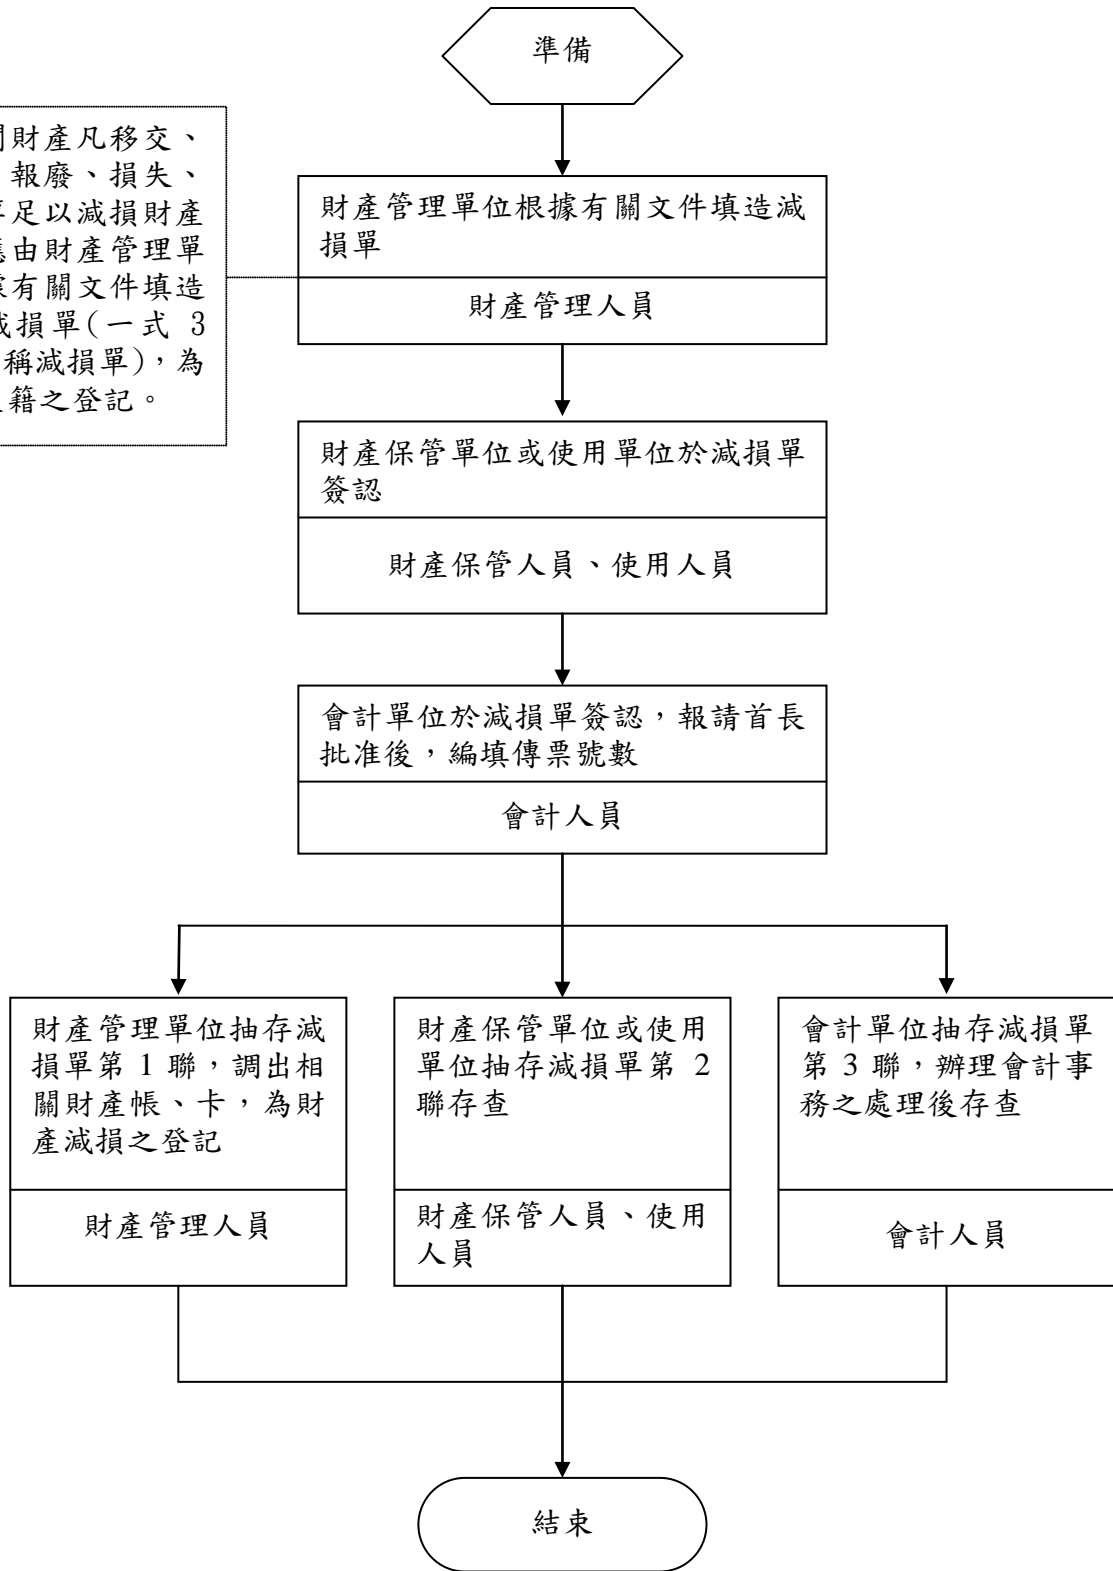 準備
財產凡移交、
報廢、損失、
足以減損財產
由財產管理單
有關文件填造
減損單(一式 3
稱減損單)，為
籍之登記。
財產管理單位根據有關文件填造減
損單
財產管理人員
財產保管單位或使用單位於減損單
簽認
財產保管人員、使用人員
會計單位於減損單簽認，報請首長
批准後，編填傳票號數
會計人員
財產管理單位抽存減
損單第 1 聯，調出相
關財產帳、卡，為財
產減損之登記
財產管理人員
財產保管單位或使用
單位抽存減損單第 2
聯存查
財產保管人員、使用
人員
會計單位抽存減損單
第 3 聯，辦理會計事
務之處理後存查
會計人員
結束